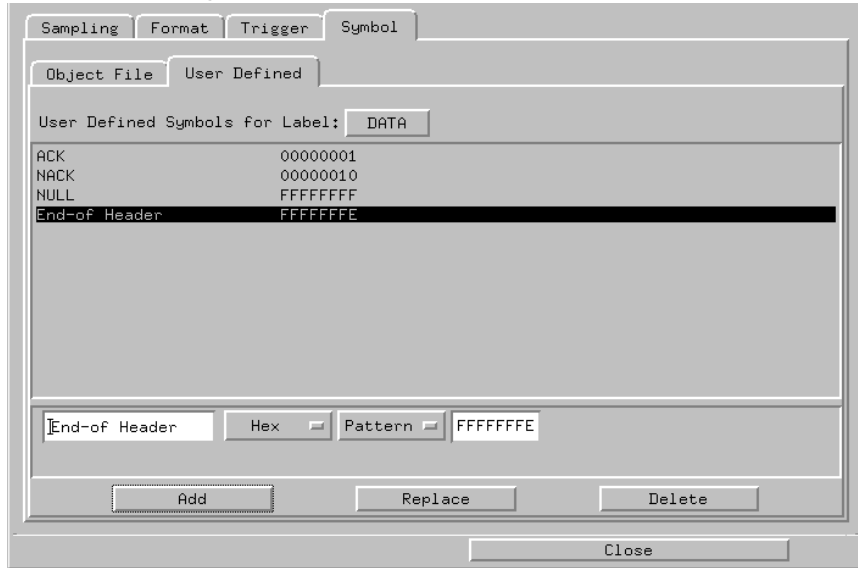 Sampling Format Trigger Symbol
Object File User Defined
User Defined Symbols for Label: DATA
ACK 00000001
NACK 00000010
NULL FFFFFFFF
End-of Header FFFFFFFE
End-of Header Hex Pattern FFFFFFFE
Add Replace Delete
Close